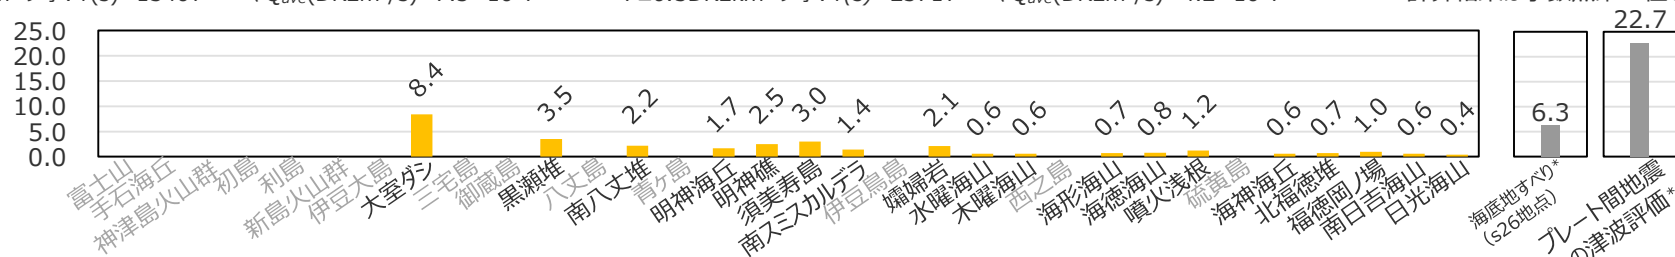 22.7
25.0
20.0
15.0
10.0
5.0
0.0
8.4
3.5
2.2
1.7
2.5
3.0
1.4
2.1
0.6
0.6
0.7
0.8
1.2
0.6
0.7
1.0
0.6
0.4
6.3
富士山
手石海丘
神津島火山群
初島
利島
新島火山群
伊豆大島
大室ダシ
三宅島
御蔵島
黒瀬堆
八丈島
南八丈堆
青ヶ島
明神海丘
明神礁
須美寿島
南スミスカルデラ
伊豆鳥島
孀婦岩
水曜海山
木曜海山
西之島
海形海山
海徳海山
噴火浅根
硫黄島
海神海丘
北福徳堆
福徳岡ノ場
南日吉海山
日光海山
海底地すべり*
（s26地点）
プレート間地震
の津波評価*